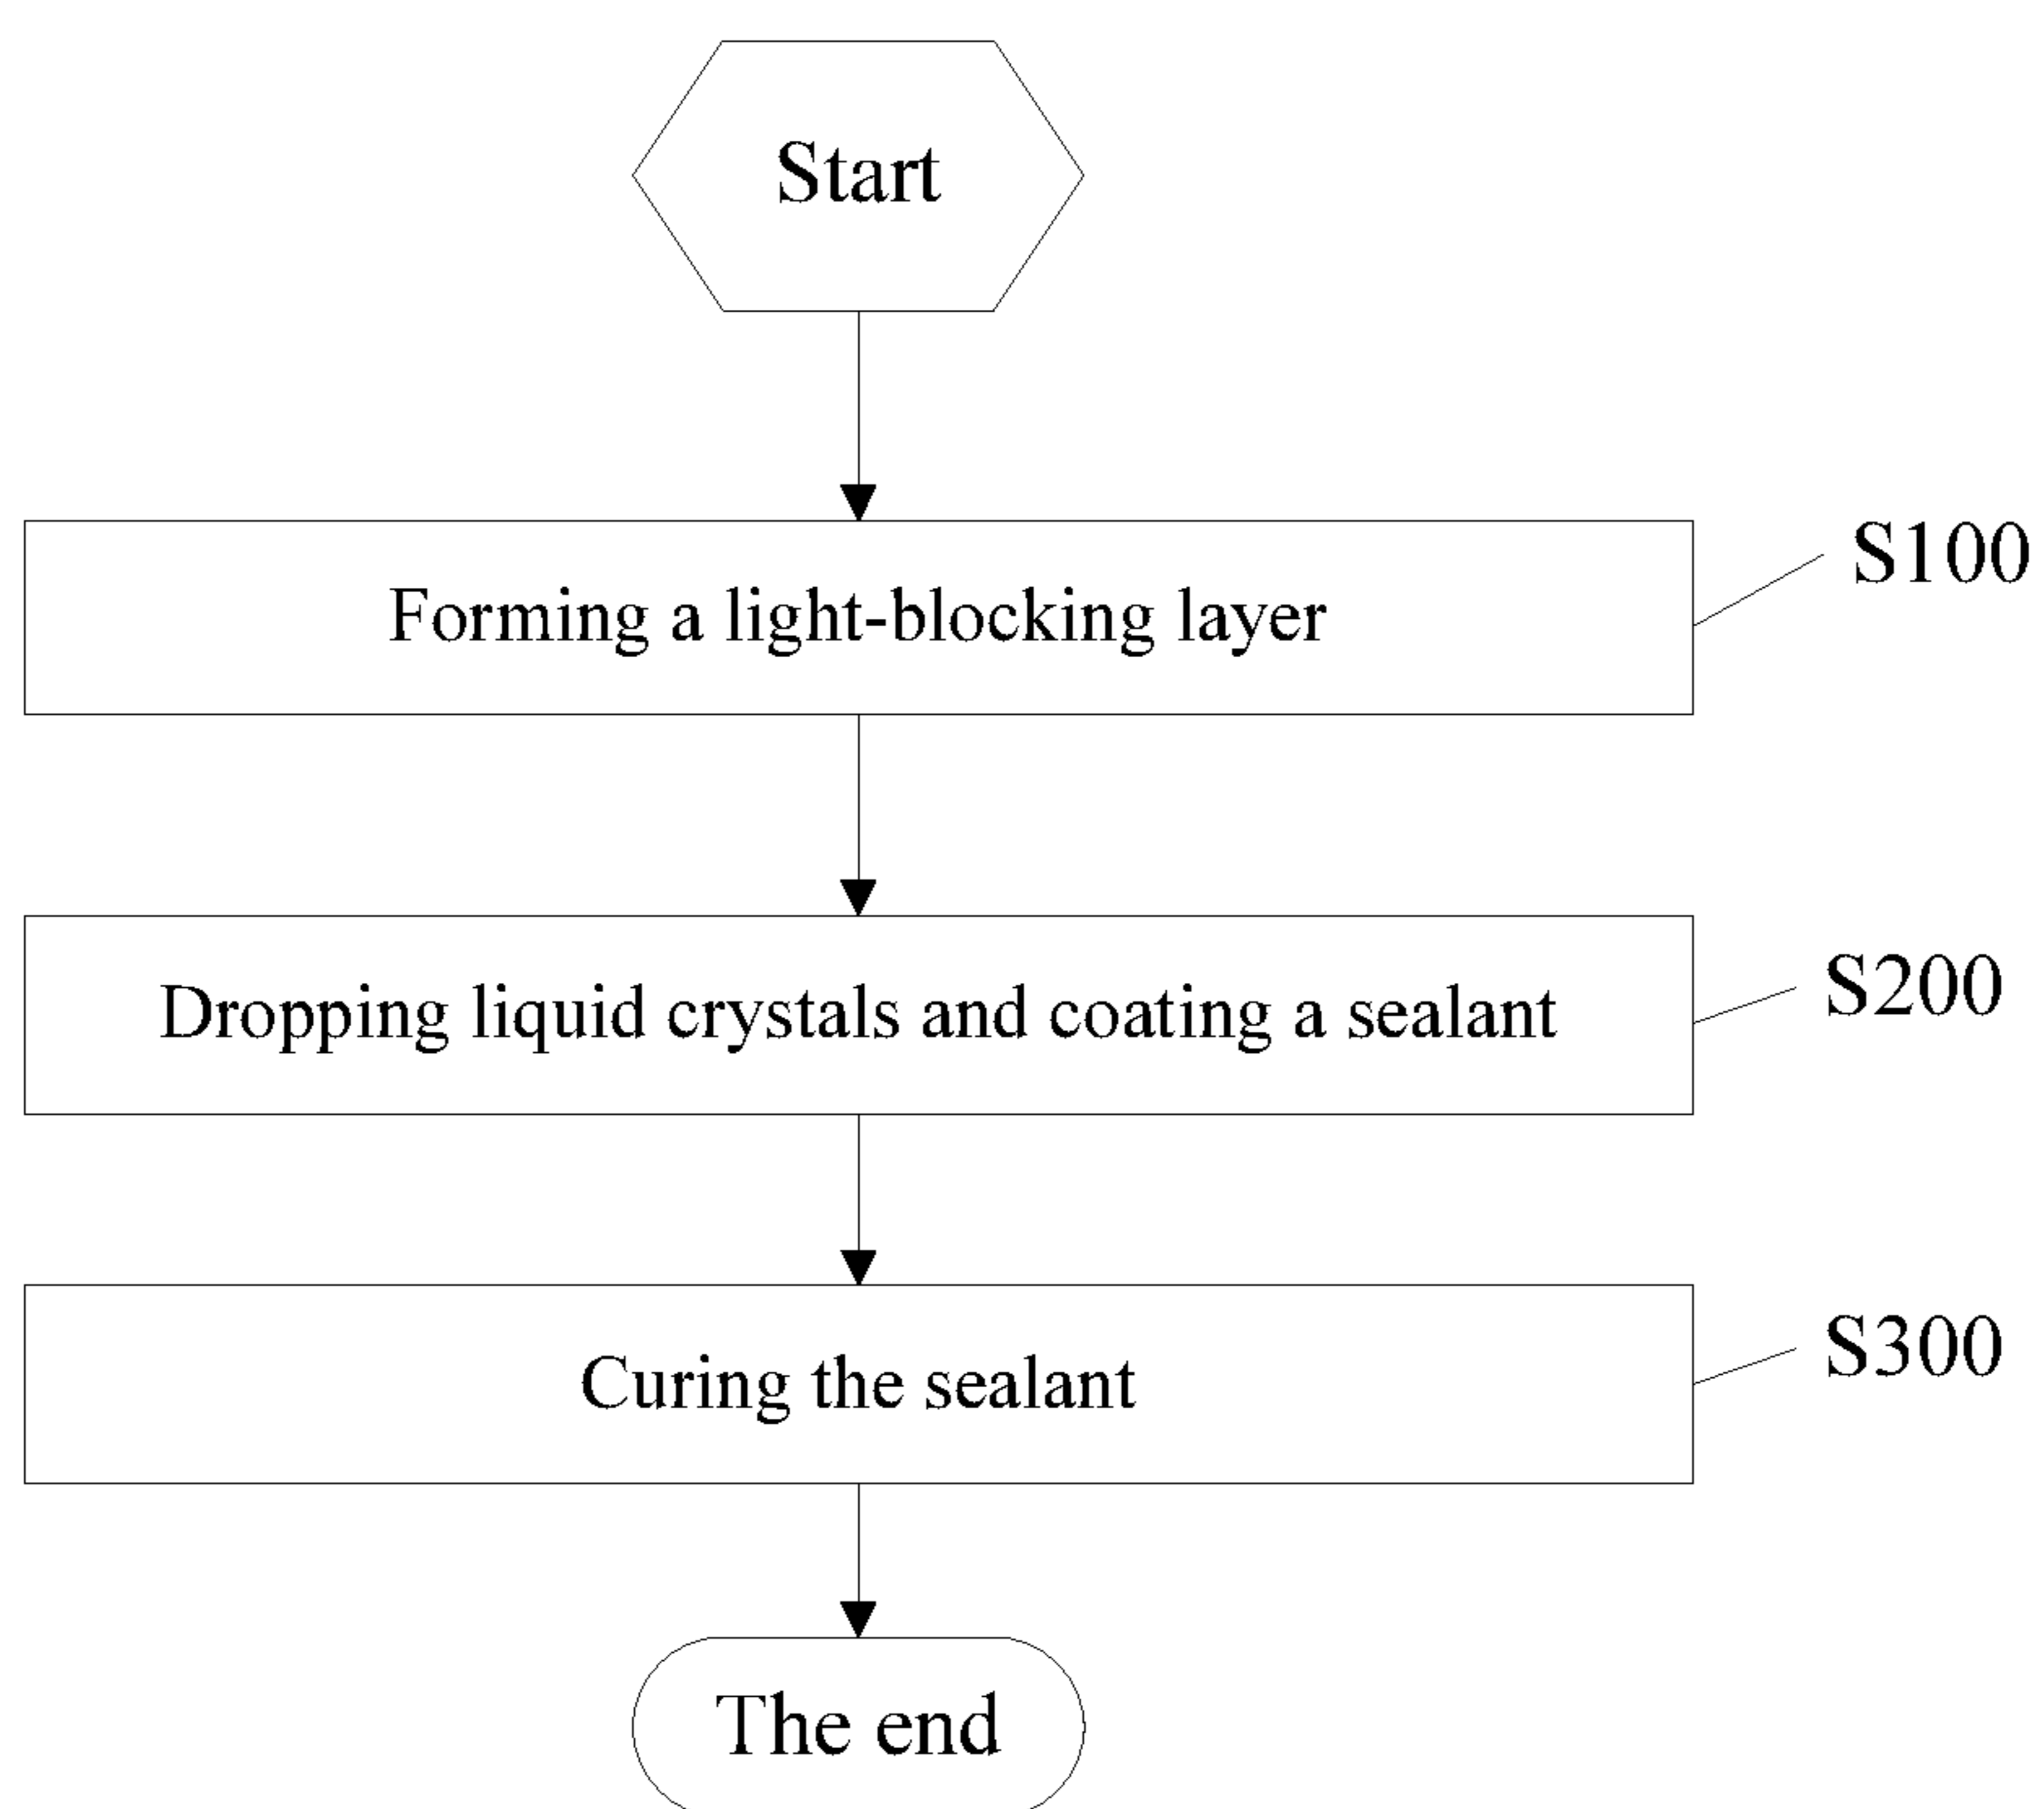 Start
Forming a light-blocking layer
S100
Dropping liquid crystals and coating a sealant
S200
Curing the sealant
S300
The end